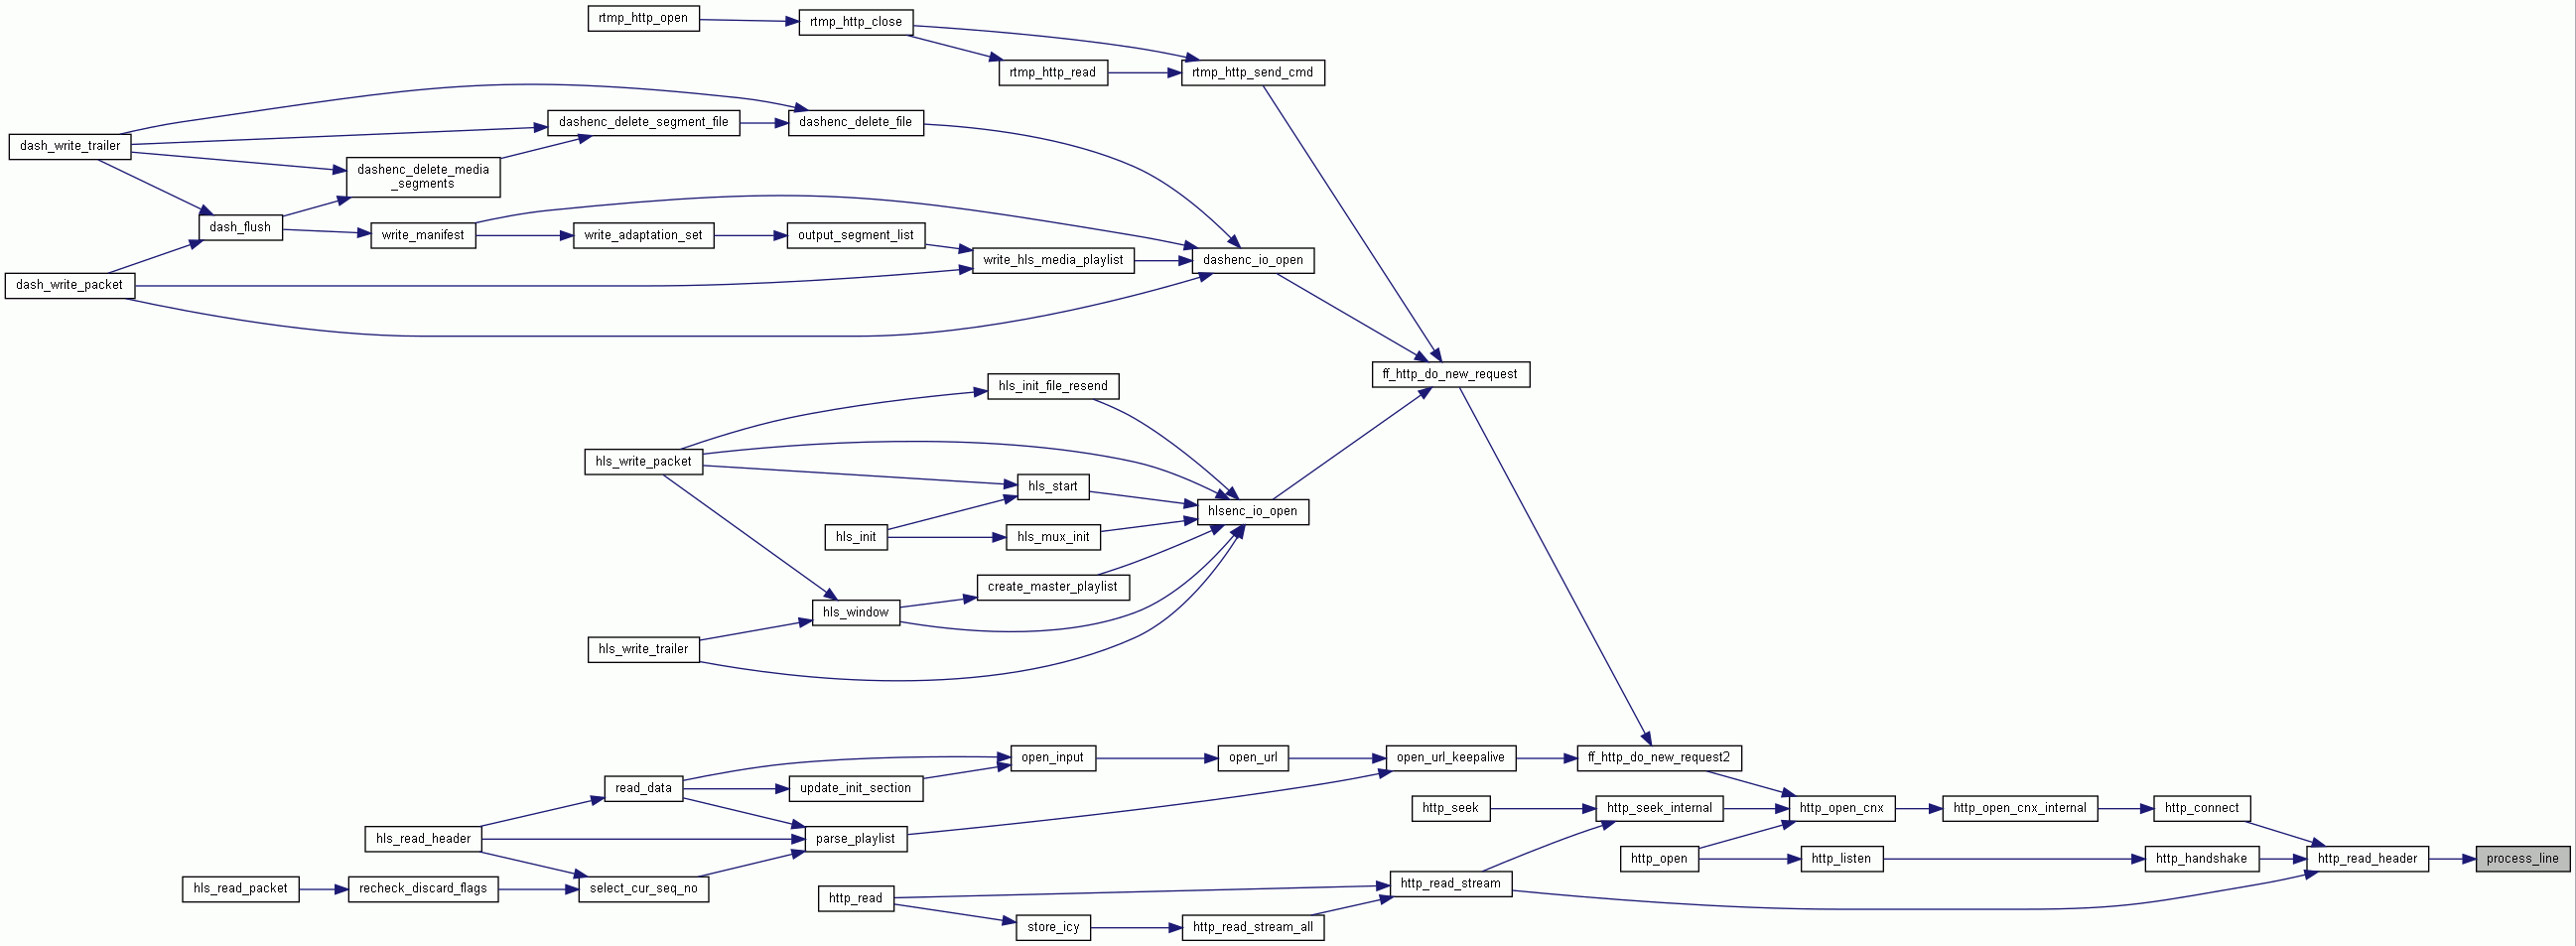 rtmp_http_open
rtmp_http_close
rtmp_http_read
rtmp_http_send_cmd
dash_write_trailer
dashenc_delete_segment_file
dashenc_delete_file
dashenc_delete_media
_segments
dash_flush
write_manifest
write_adaptation_set
output_segment_list
write_hls_media_playlist
dashenc_io_open
dash_write_packet
ff_http_do_new_request
hls_init_file_resend
hls_write_packet
hls_start
hlsenc_io_open
hls_init
hls_mux_init
create_master_playlist
hls_window
hls_write_trailer
open_input
open_url
open_url_keepalive
ff_http_do_new_request2
read_data
update_init_section
http_seek
http_seek_internal
http_open_cnx
http_open_cnx_internal
http_connect
hls_read_header
parse_playlist
http_open
http_listen
http_handshake
http_read_header
process_line
hls_read_packet
recheck_discard_flags
select_cur_seq_no
http_read
http_read_stream
store_icy
http_read_stream_all